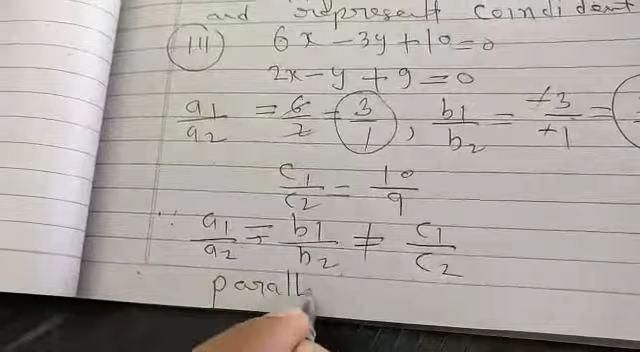 and represent coindident
(iii) 6x - 3y + 10 = 0
2x - y + 9 = 0
a1/a2 = 6/2 = 3/1, b1/b2 = -3/-1 =
c1/c2 = 10/9
∵ a1/a2 = b1/b2 ≠ c1/c2
parall